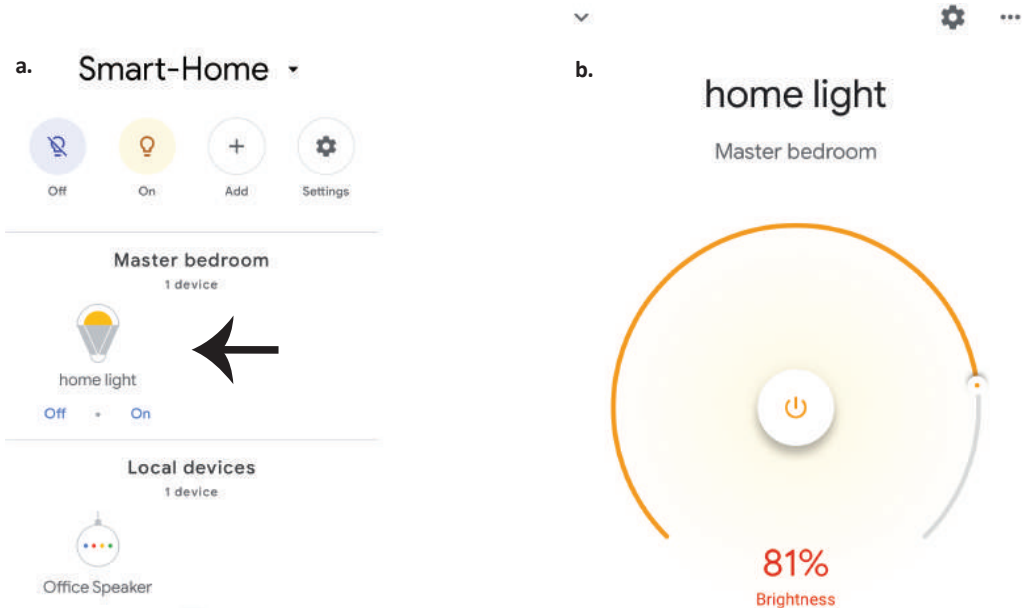 a.
Smart-Home
Off On Add Settings
Master bedroom
1 device
home light
Off • On
Local devices
1 device
Office Speaker
b.
home light
Master bedroom
81%
Brightness